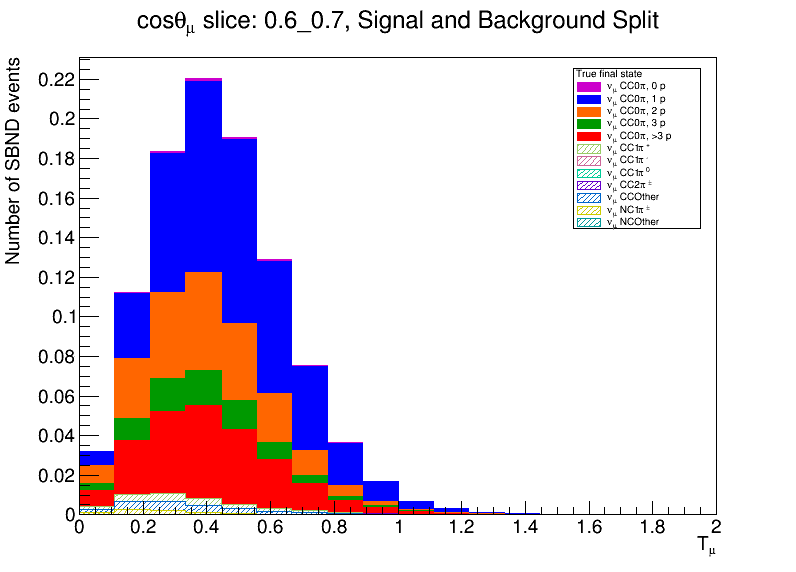 cosθμ slice: 0.6_0.7, Signal and Background Split
Number of SBND events
0.22
0.2
0.18
0.16
0.14
0.12
0.1
0.08
0.06
0.04
0.02
0
True final state
νμ CC0π, 0 p
νμ CC0π, 1 p
νμ CC0π, 2 p
νμ CC0π, 3 p
νμ CC0π, >3 p
νμ CC1π⁺
νμ CC1π⁻
νμ CC1π⁰
νμ CC2π±
νμ CCOther
νμ NC1π±
νμ NCOther
0 0.2 0.4 0.6 0.8 1 1.2 1.4 1.6 1.8 2
Tμ